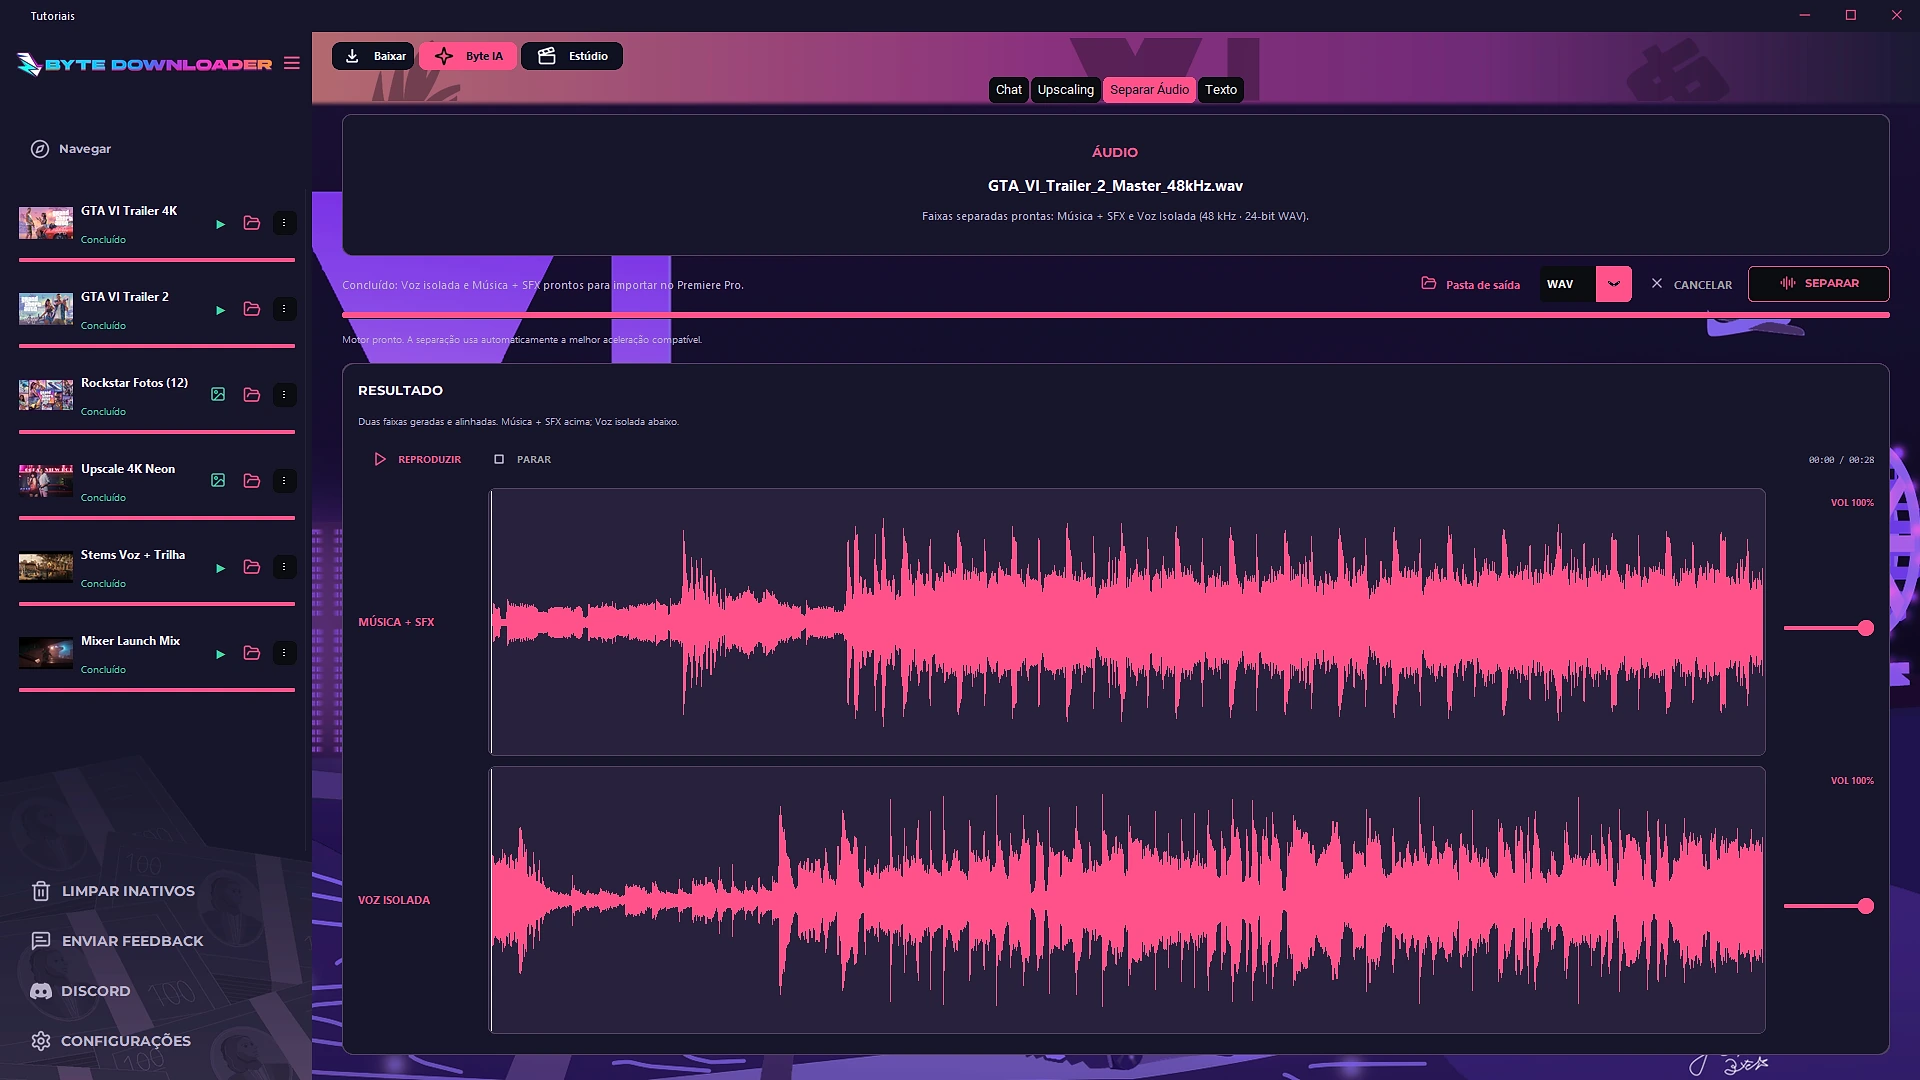 Tutoriais
BYTE DOWNLOADER
Navegar
GTA VI Trailer 4K
Concluído
GTA VI Trailer 2
Concluído
Rockstar Fotos (12)
Concluído
Upscale 4K Neon
Concluído
Stems Voz + Trilha
Concluído
Mixer Launch Mix
Concluído
LIMPAR INATIVOS
ENVIAR FEEDBACK
DISCORD
CONFIGURAÇÕES
Baixar Byte IA Estúdio
Chat Upscaling Separar Áudio Texto
ÁUDIO
GTA_VI_Trailer_2_Master_48kHz.wav
Faixas separadas prontas: Música + SFX e Voz Isolada (48 kHz · 24-bit WAV).
Concluído: Voz isolada e Música + SFX prontos para importar no Premiere Pro.
Pasta de saída WAV CANCELAR SEPARAR
Motor pronto. A separação usa automaticamente a melhor aceleração compatível.
RESULTADO
Duas faixas geradas e alinhadas. Música + SFX acima; Voz isolada abaixo.
REPRODUZIR PARAR 00:00 / 00:28
VOL 100%
MÚSICA + SFX
VOL 100%
VOZ ISOLADA
100
100
100